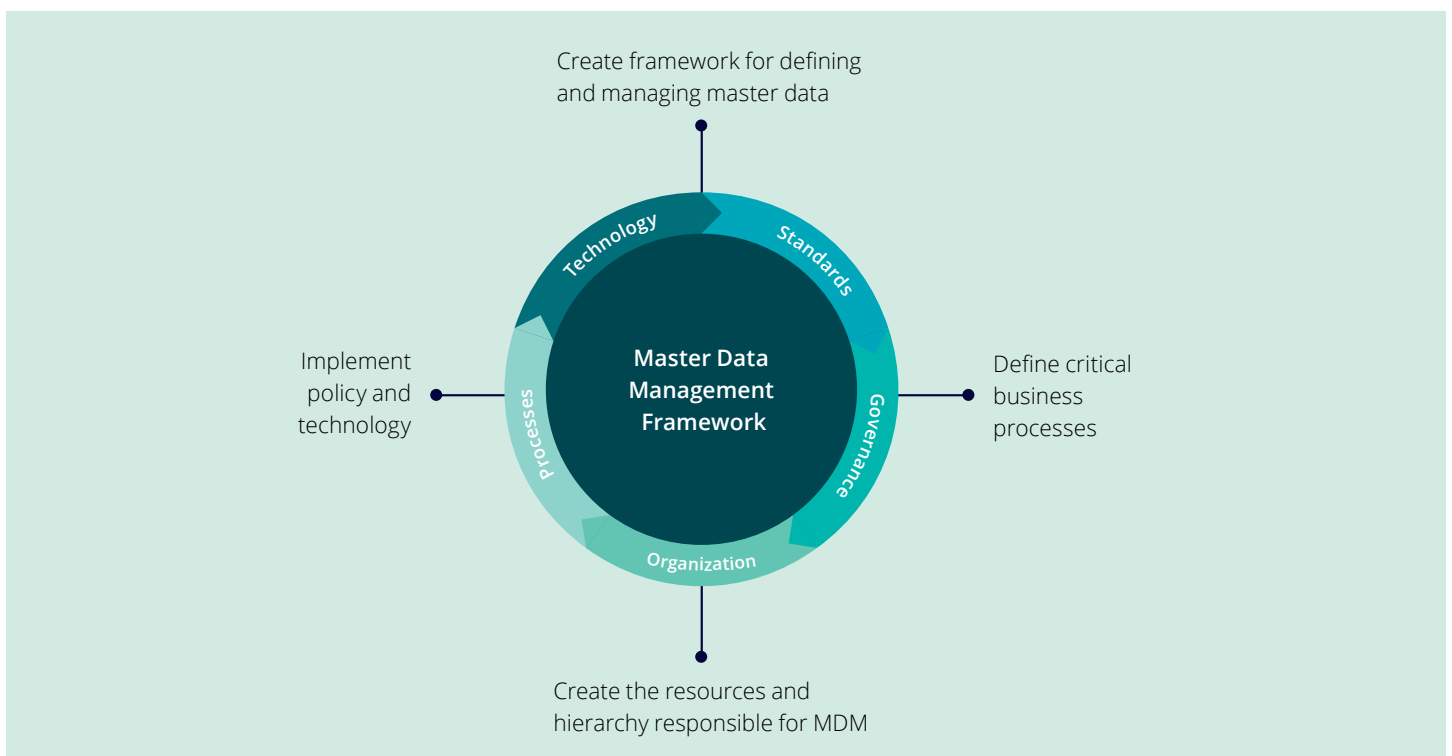 Create framework for defining
and managing master data
Technology
Standards
Master Data
Management
Framework
Implement
policy and
technology
Define critical
business
processes
Processes
Governance
Organization
Create the resources and
hierarchy responsible for MDM